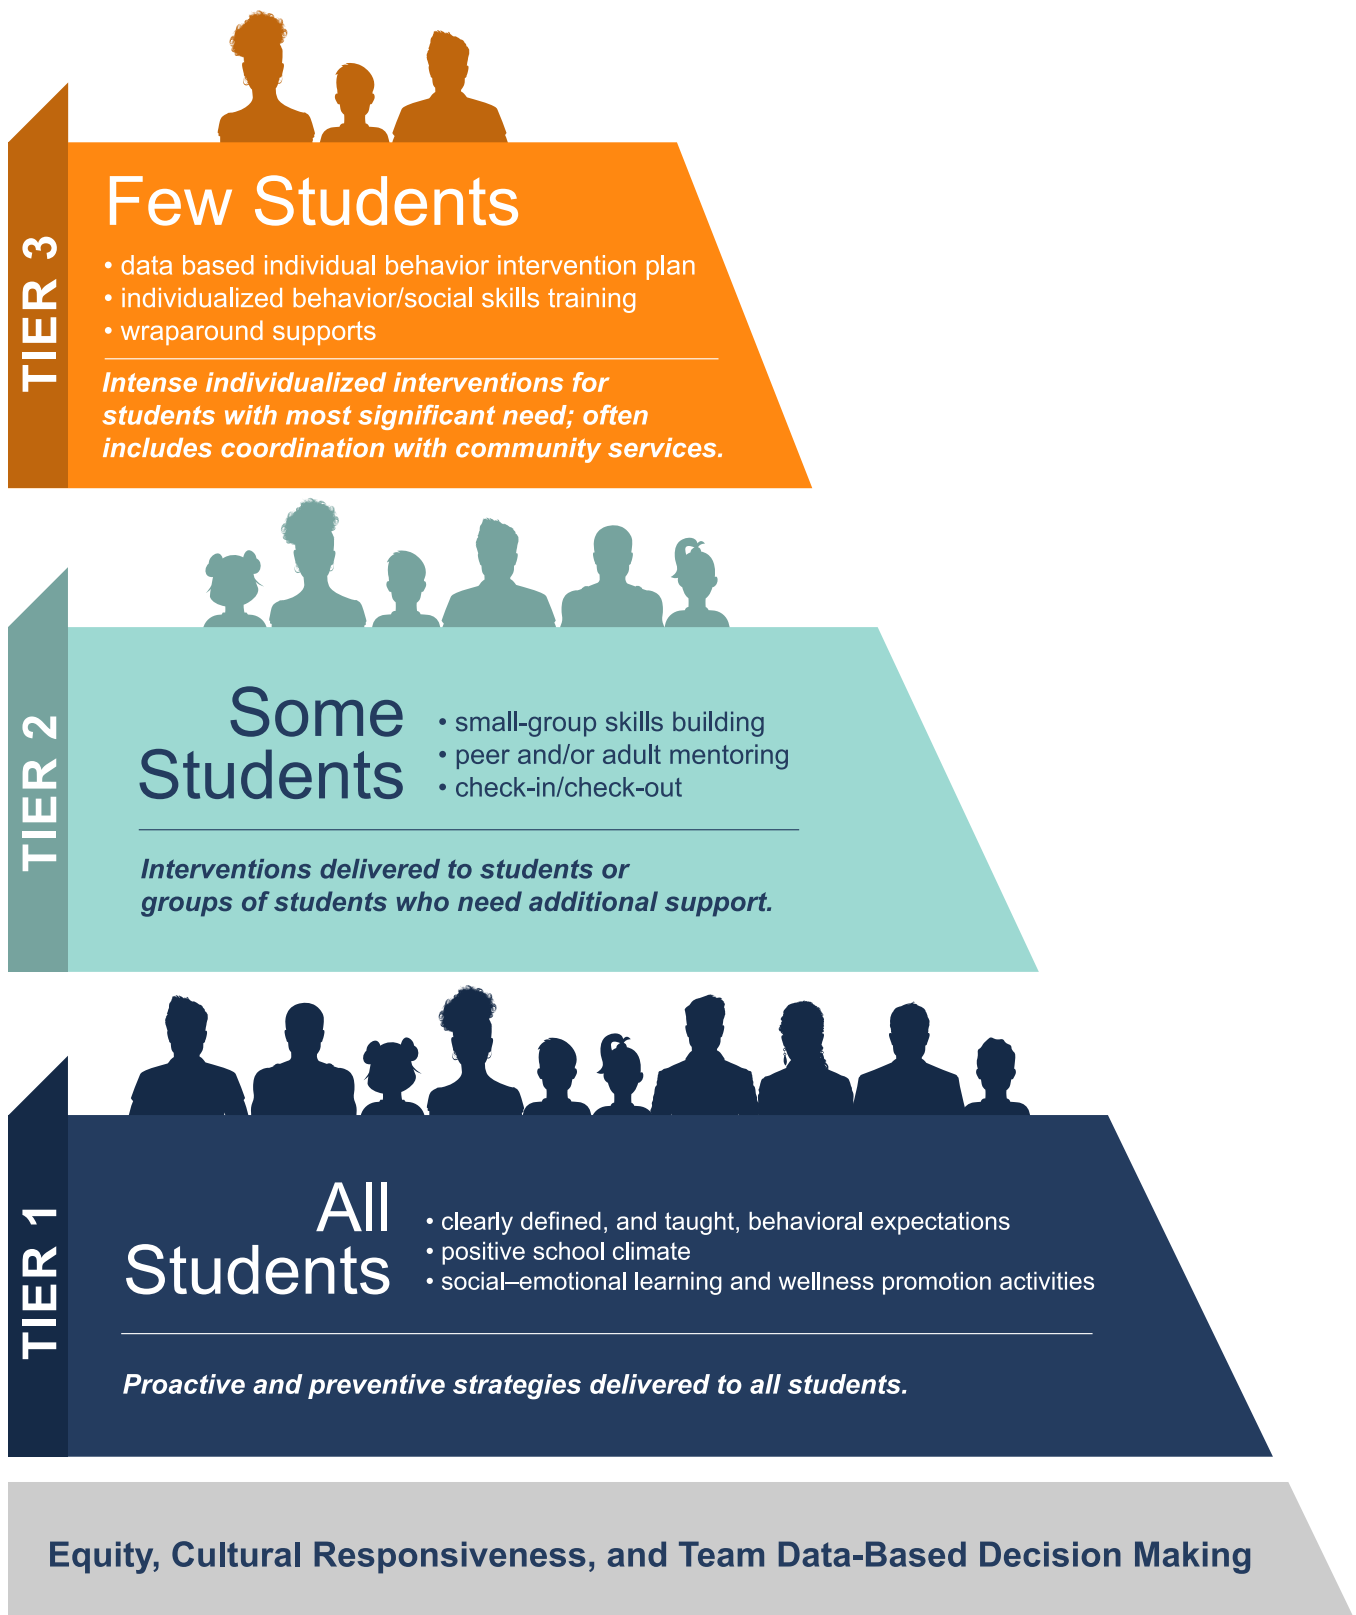 TIER 3
Few Students
• data based individual behavior intervention plan
• individualized behavior/social skills training
• wraparound supports
Intense individualized interventions for
students with most significant need; often
includes coordination with community services.
TIER 2
Some
Students
• small-group skills building
• peer and/or adult mentoring
• check-in/check-out
Interventions delivered to students or
groups of students who need additional support.
TIER 1
All
Students
• clearly defined, and taught, behavioral expectations
• positive school climate
• social–emotional learning and wellness promotion activities
Proactive and preventive strategies delivered to all students.
Equity, Cultural Responsiveness, and Team Data-Based Decision Making